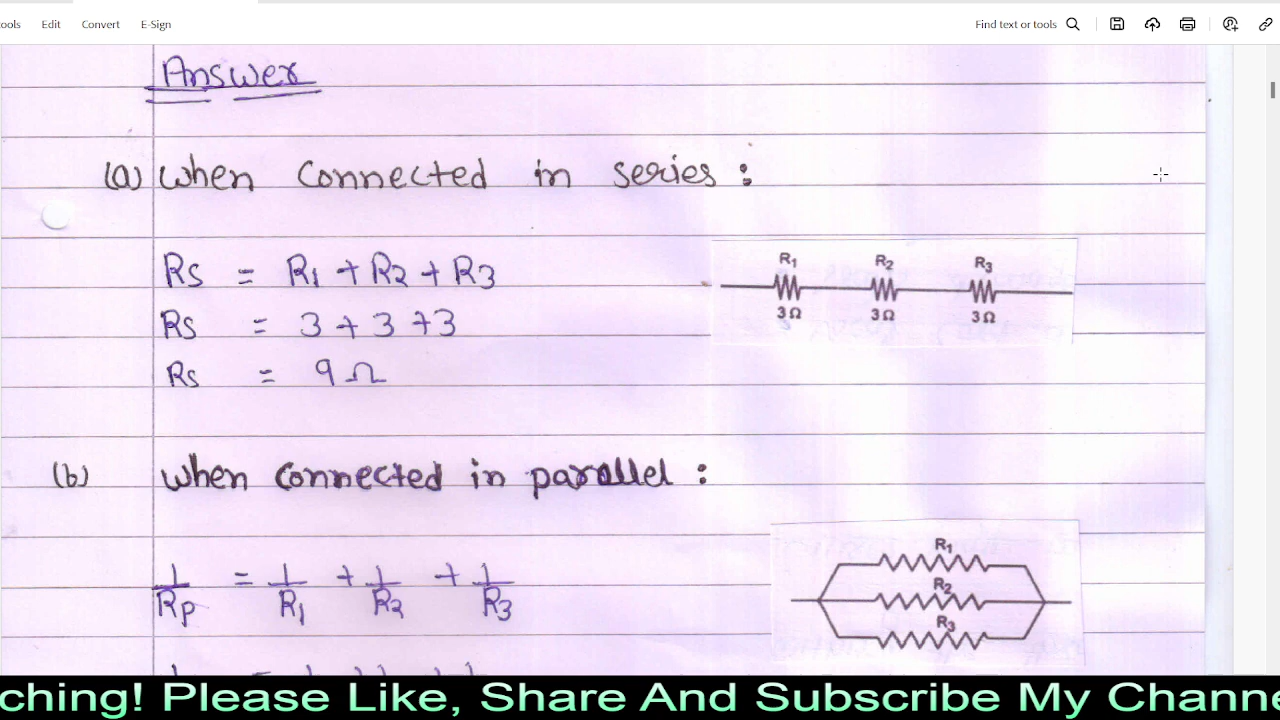 ools Edit Convert E-Sign Find text or tools
Answer
(a) When Connected in series :
Rs = R1 + R2 + R3
Rs = 3 + 3 + 3
Rs = 9 Ω
R1 R2 R3
3Ω 3Ω 3Ω
(b) when connected in parallel :
1/Rp = 1/R1 + 1/R2 + 1/R3
R1
R2
R3
ching! Please Like, Share And Subscribe My Channe